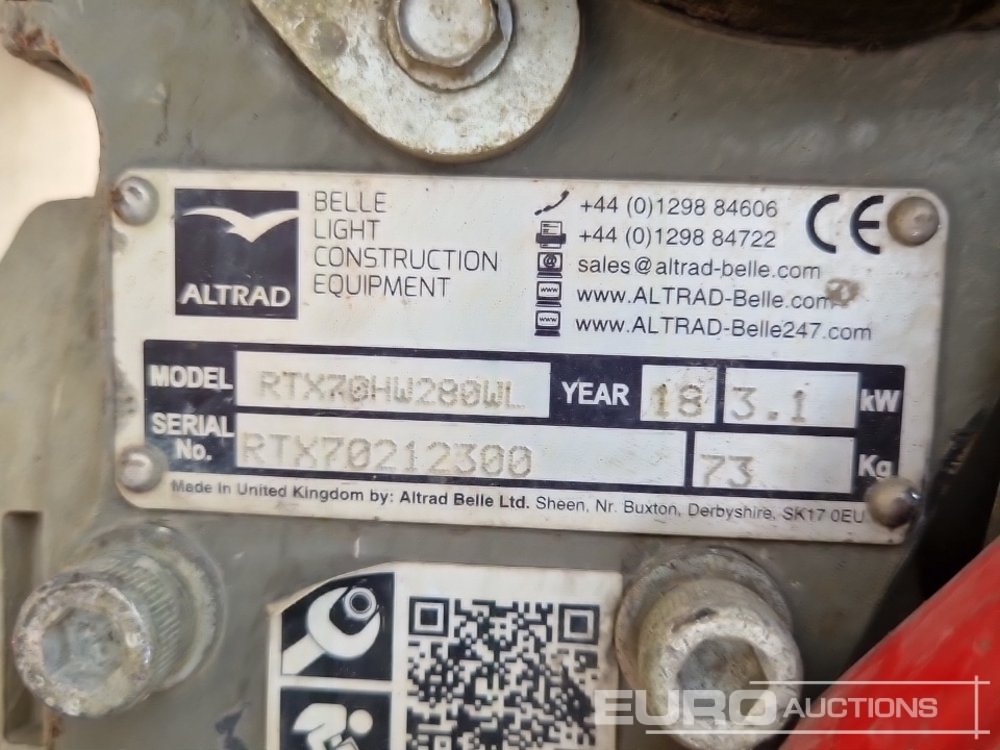 ALTRAD
BELLE
LIGHT
CONSTRUCTION
EQUIPMENT
+44 (0)1298 84606
+44 (0)1298 84722
sales@altrad-belle.com
www.ALTRAD-Belle.com
www.ALTRAD-Belle247.com
CE
MODEL RTX70HW280WL YEAR 18 3.1 kW
SERIAL No. RTX70212300 73 Kg
Made in United Kingdom by: Altrad Belle Ltd. Sheen, Nr. Buxton, Derbyshire, SK17 0EU
EURO AUCTIONS